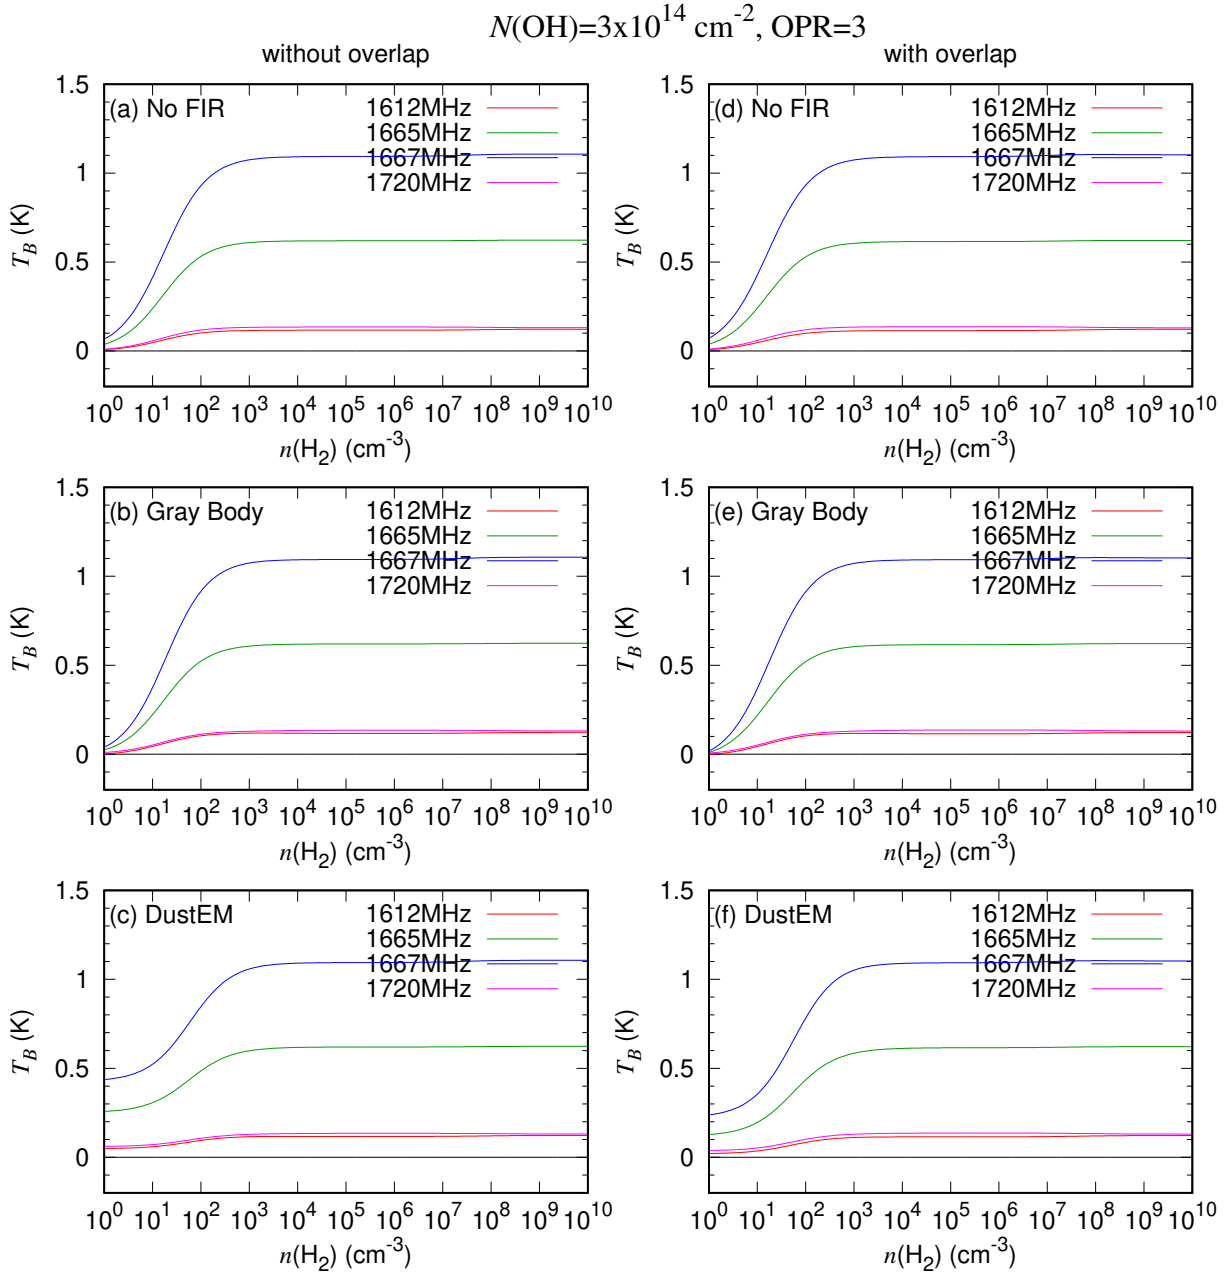 N(OH)=3x10^14 cm^-2, OPR=3
without overlap
with overlap
(a) No FIR
1612MHz
1665MHz
1667MHz
1720MHz
T_B (K)
1.5
1
0.5
0
10^0 10^1 10^2 10^3 10^4 10^5 10^6 10^7 10^8 10^9 10^10
n(H_2) (cm^-3)
(d) No FIR
1612MHz
1665MHz
1667MHz
1720MHz
T_B (K)
1.5
1
0.5
0
10^0 10^1 10^2 10^3 10^4 10^5 10^6 10^7 10^8 10^9 10^10
n(H_2) (cm^-3)
(b) Gray Body
1612MHz
1665MHz
1667MHz
1720MHz
T_B (K)
1.5
1
0.5
0
10^0 10^1 10^2 10^3 10^4 10^5 10^6 10^7 10^8 10^9 10^10
n(H_2) (cm^-3)
(e) Gray Body
1612MHz
1665MHz
1667MHz
1720MHz
T_B (K)
1.5
1
0.5
0
10^0 10^1 10^2 10^3 10^4 10^5 10^6 10^7 10^8 10^9 10^10
n(H_2) (cm^-3)
(c) DustEM
1612MHz
1665MHz
1667MHz
1720MHz
T_B (K)
1.5
1
0.5
0
10^0 10^1 10^2 10^3 10^4 10^5 10^6 10^7 10^8 10^9 10^10
n(H_2) (cm^-3)
(f) DustEM
1612MHz
1665MHz
1667MHz
1720MHz
T_B (K)
1.5
1
0.5
0
10^0 10^1 10^2 10^3 10^4 10^5 10^6 10^7 10^8 10^9 10^10
n(H_2) (cm^-3)